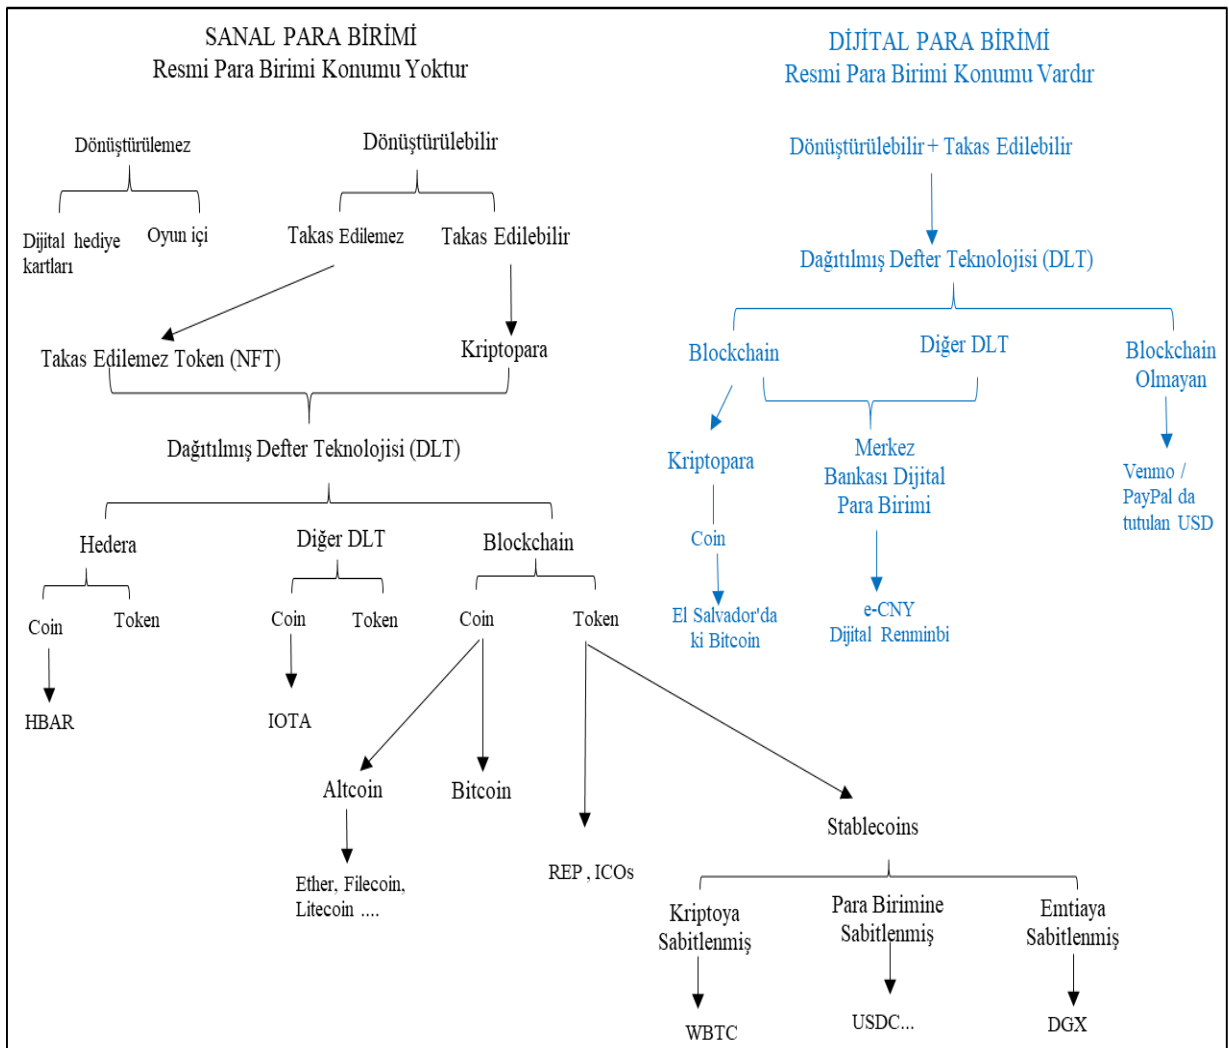 SANAL PARA BİRİMİ
Resmi Para Birimi Konumu Yoktur
DİJİTAL PARA BİRİMİ
Resmi Para Birimi Konumu Vardır
Dönüştürülemez
Dönüştürülebilir
Dönüştürülebilir + Takas Edilebilir
Dijital hediye
kartları
Oyun içi
Takas Edilemez
Takas Edilebilir
Dağıtılmış Defter Teknolojisi (DLT)
Takas Edilemez Token (NFT)
Kriptopara
Blockchain
Diğer DLT
Blockchain
Olmayan
Dağıtılmış Defter Teknolojisi (DLT)
Kriptopara
Merkez
Bankası Dijital
Para Birimi
Venmo /
PayPal da
tutulan USD
Hedera
Diğer DLT
Blockchain
Coin
Coin
Token
Coin
Token
Coin
Token
El Salvador'da
ki Bitcoin
e-CNY
Dijital Renminbi
HBAR
IOTA
Altcoin
Bitcoin
Stablecoins
Ether, Filecoin,
Litecoin ....
REP , ICOs
Kriptoya
Sabitlenmiş
Para Birimine
Sabitlenmiş
Emtiaya
Sabitlenmiş
WBTC
USDC...
DGX